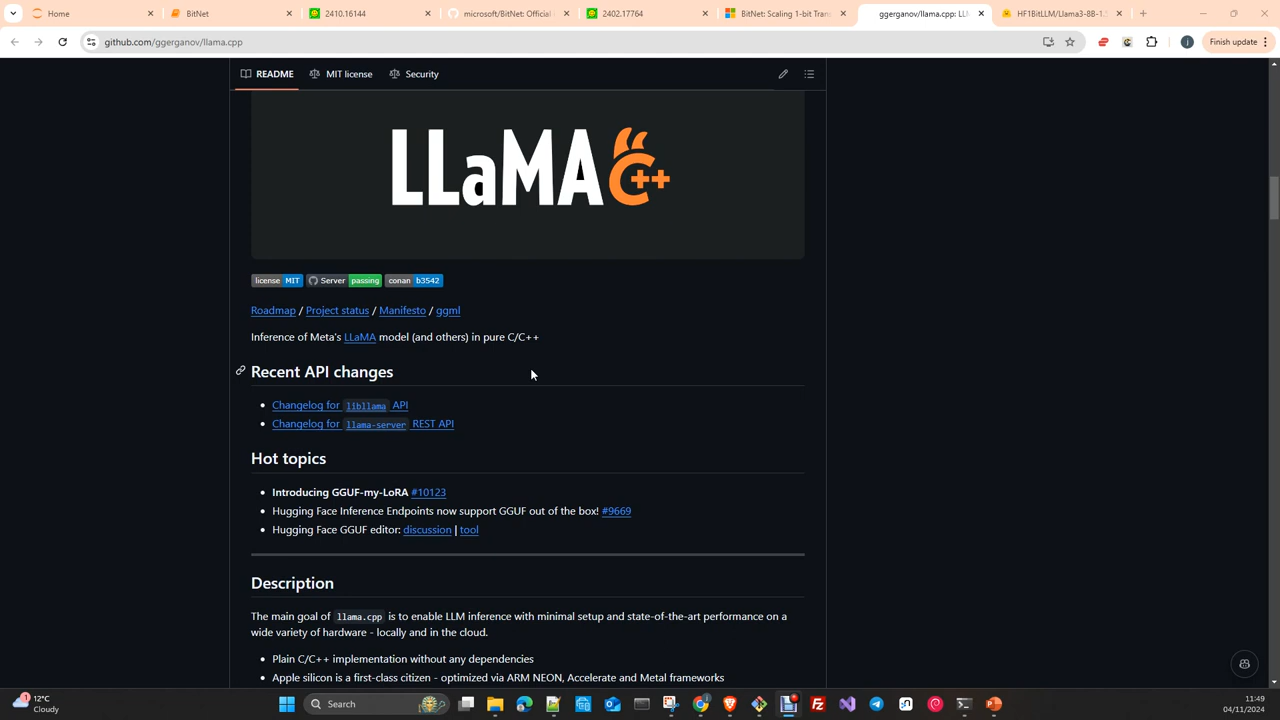 Home
BitNet
2410.16144
microsoft/BitNet: Official
2402.17764
BitNet: Scaling 1-bit Tran
ggerganov/llama.cpp: LL
HF1BitLLM/Llama3-8B-1.5
github.com/ggerganov/llama.cpp
Finish update
README
MIT license
Security
LLaMA C++
license MIT Server passing conan b3542
Roadmap / Project status / Manifesto / ggml
Inference of Meta's LLaMA model (and others) in pure C/C++
Recent API changes
Changelog for libllama API
Changelog for llama-server REST API
Hot topics
Introducing GGUF-my-LoRA #10123
Hugging Face Inference Endpoints now support GGUF out of the box! #9669
Hugging Face GGUF editor: discussion | tool
Description
The main goal of llama.cpp is to enable LLM inference with minimal setup and state-of-the-art performance on a
wide variety of hardware - locally and in the cloud.
Plain C/C++ implementation without any dependencies
Apple silicon is a first-class citizen - optimized via ARM NEON, Accelerate and Metal frameworks
1
12°C
Cloudy
Search
11:49
04/11/2024